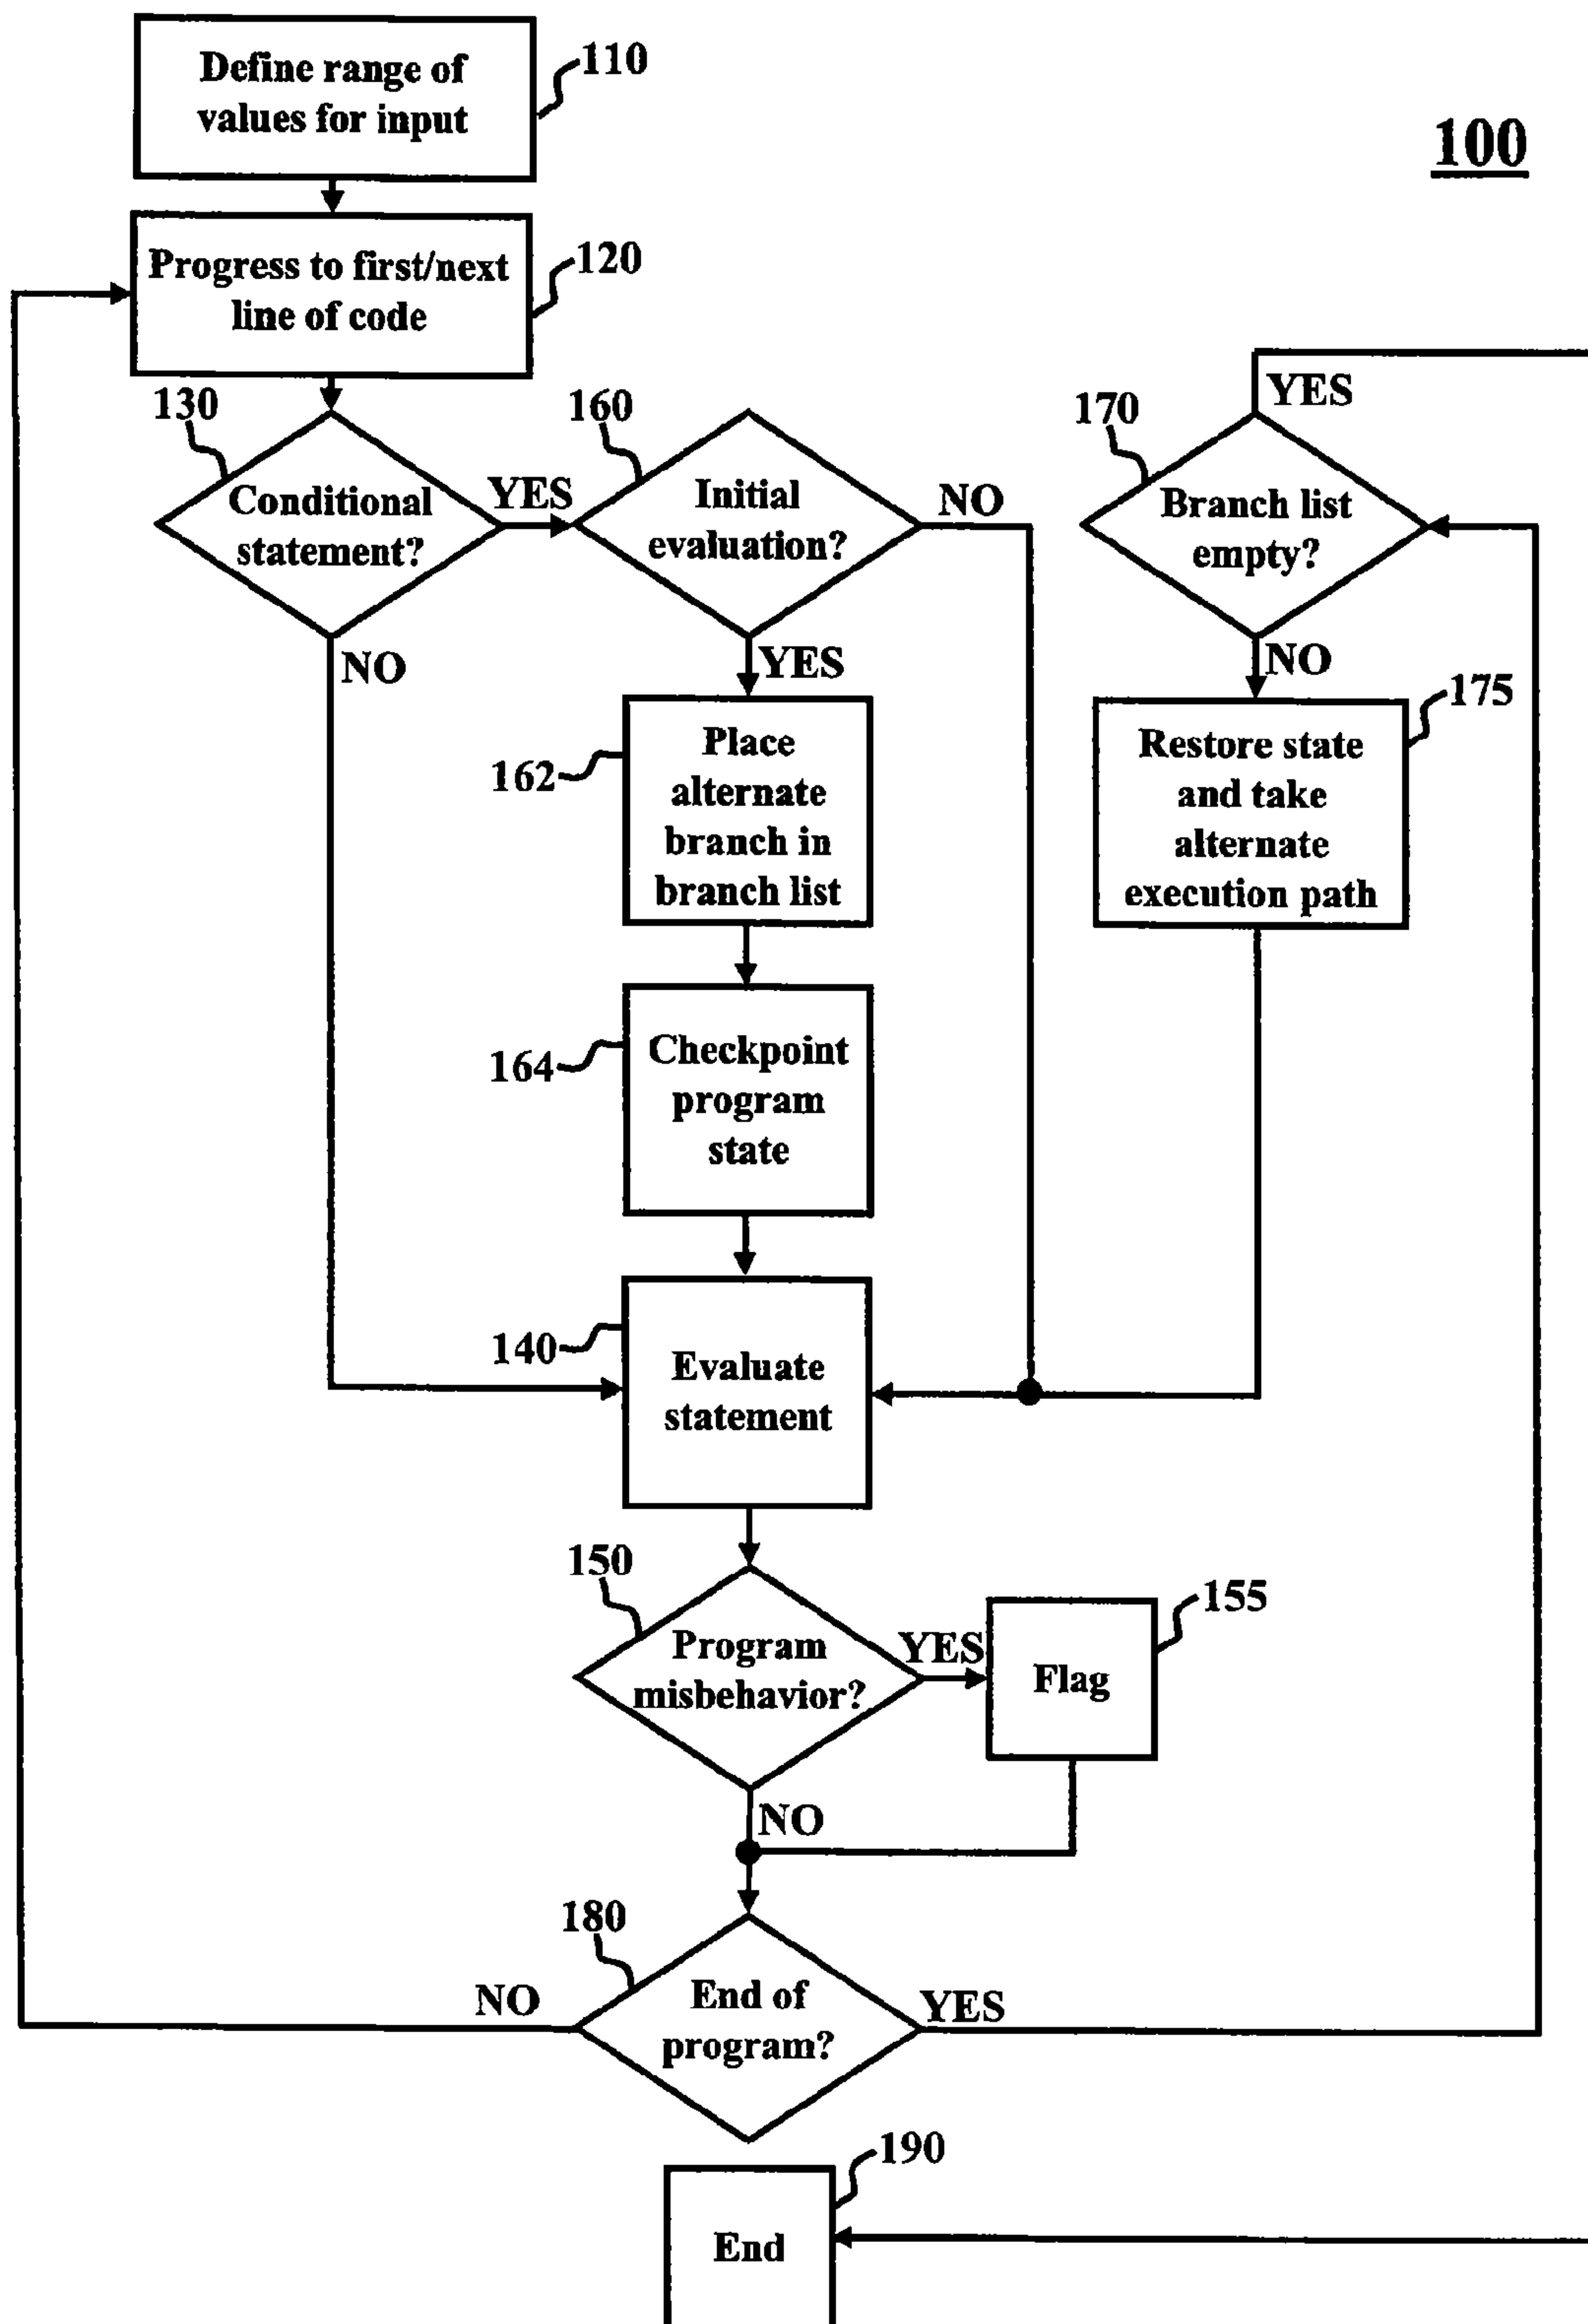 Define range of
values for input
110
100
Progress to first/next
line of code
120
130
Conditional
statement?
YES
NO
160
Initial
evaluation?
NO
YES
170
Branch list
empty?
YES
NO
162
Place
alternate
branch in
branch list
175
Restore state
and take
alternate
execution path
164
Checkpoint
program
state
140
Evaluate
statement
150
Program
misbehavior?
YES
NO
155
Flag
180
End of
program?
NO
YES
190
End